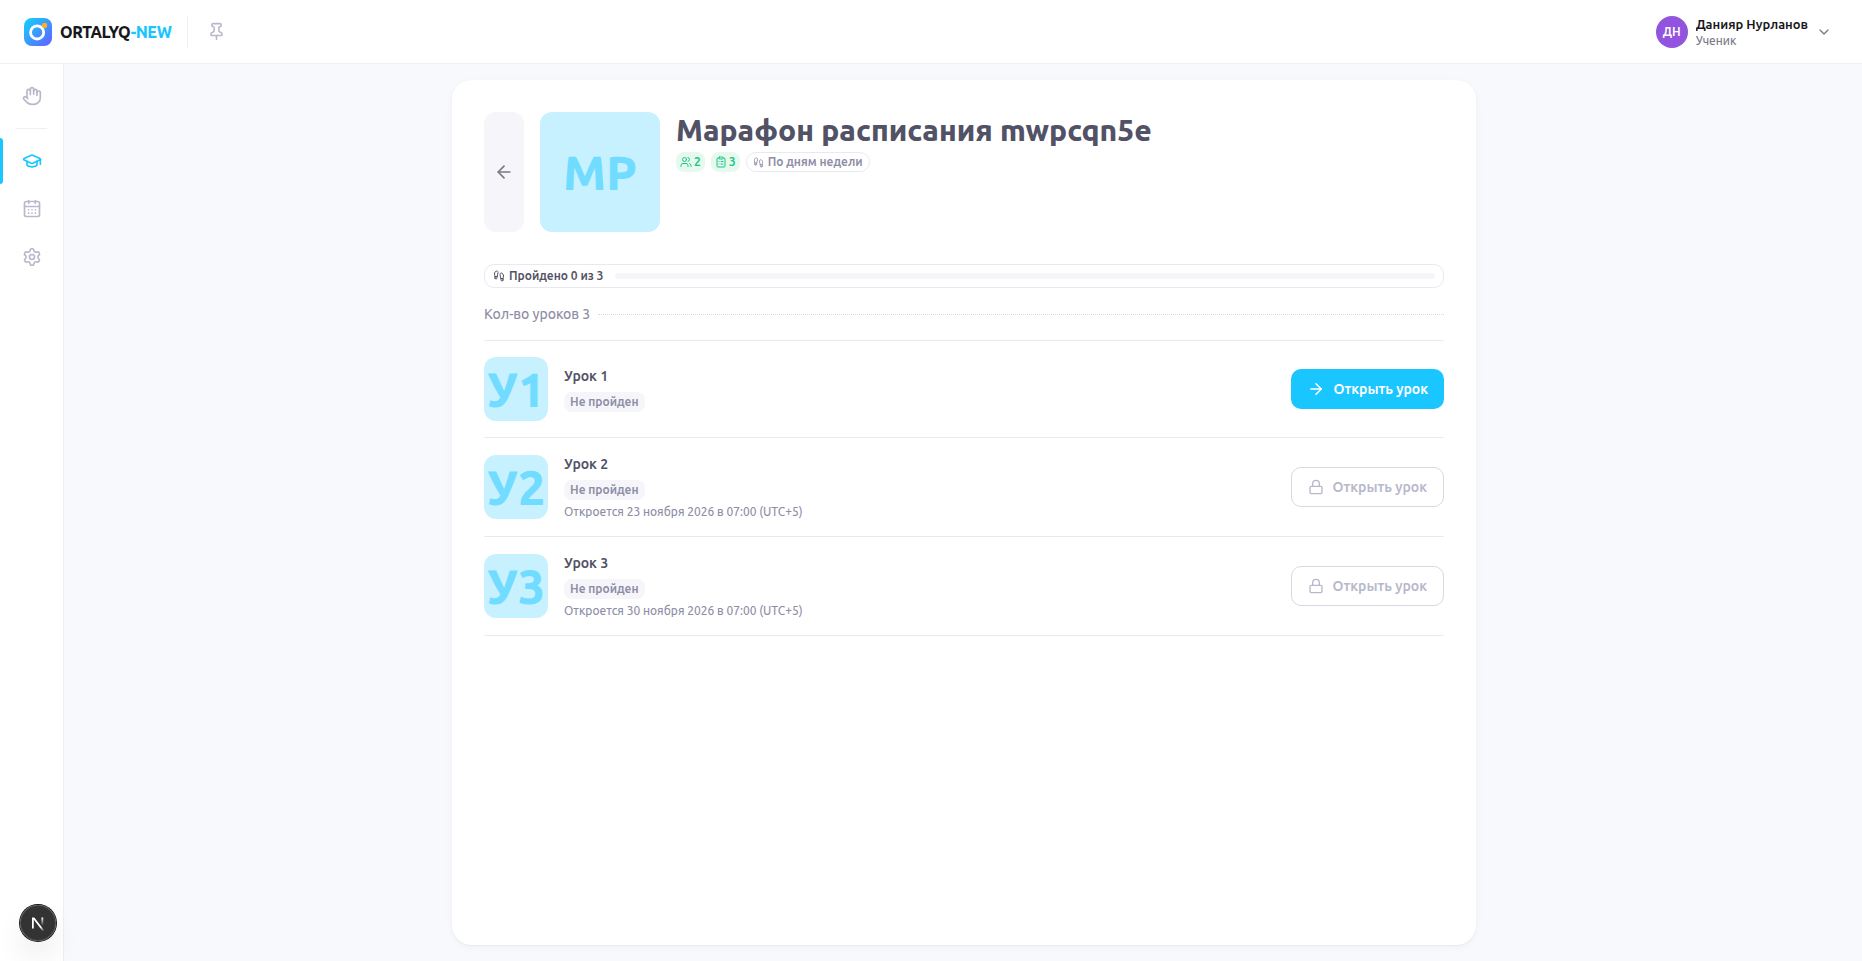 ORTALYQ-NEW
ДН
Данияр Нурланов
Ученик
МР
Марафон расписания mwpcqn5e
2 3 По дням недели
Пройдено 0 из 3
Кол-во уроков 3
У1
Урок 1
Не пройден
Открыть урок
У2
Урок 2
Не пройден
Откроется 23 ноября 2026 в 07:00 (UTC+5)
Открыть урок
У3
Урок 3
Не пройден
Откроется 30 ноября 2026 в 07:00 (UTC+5)
Открыть урок
N